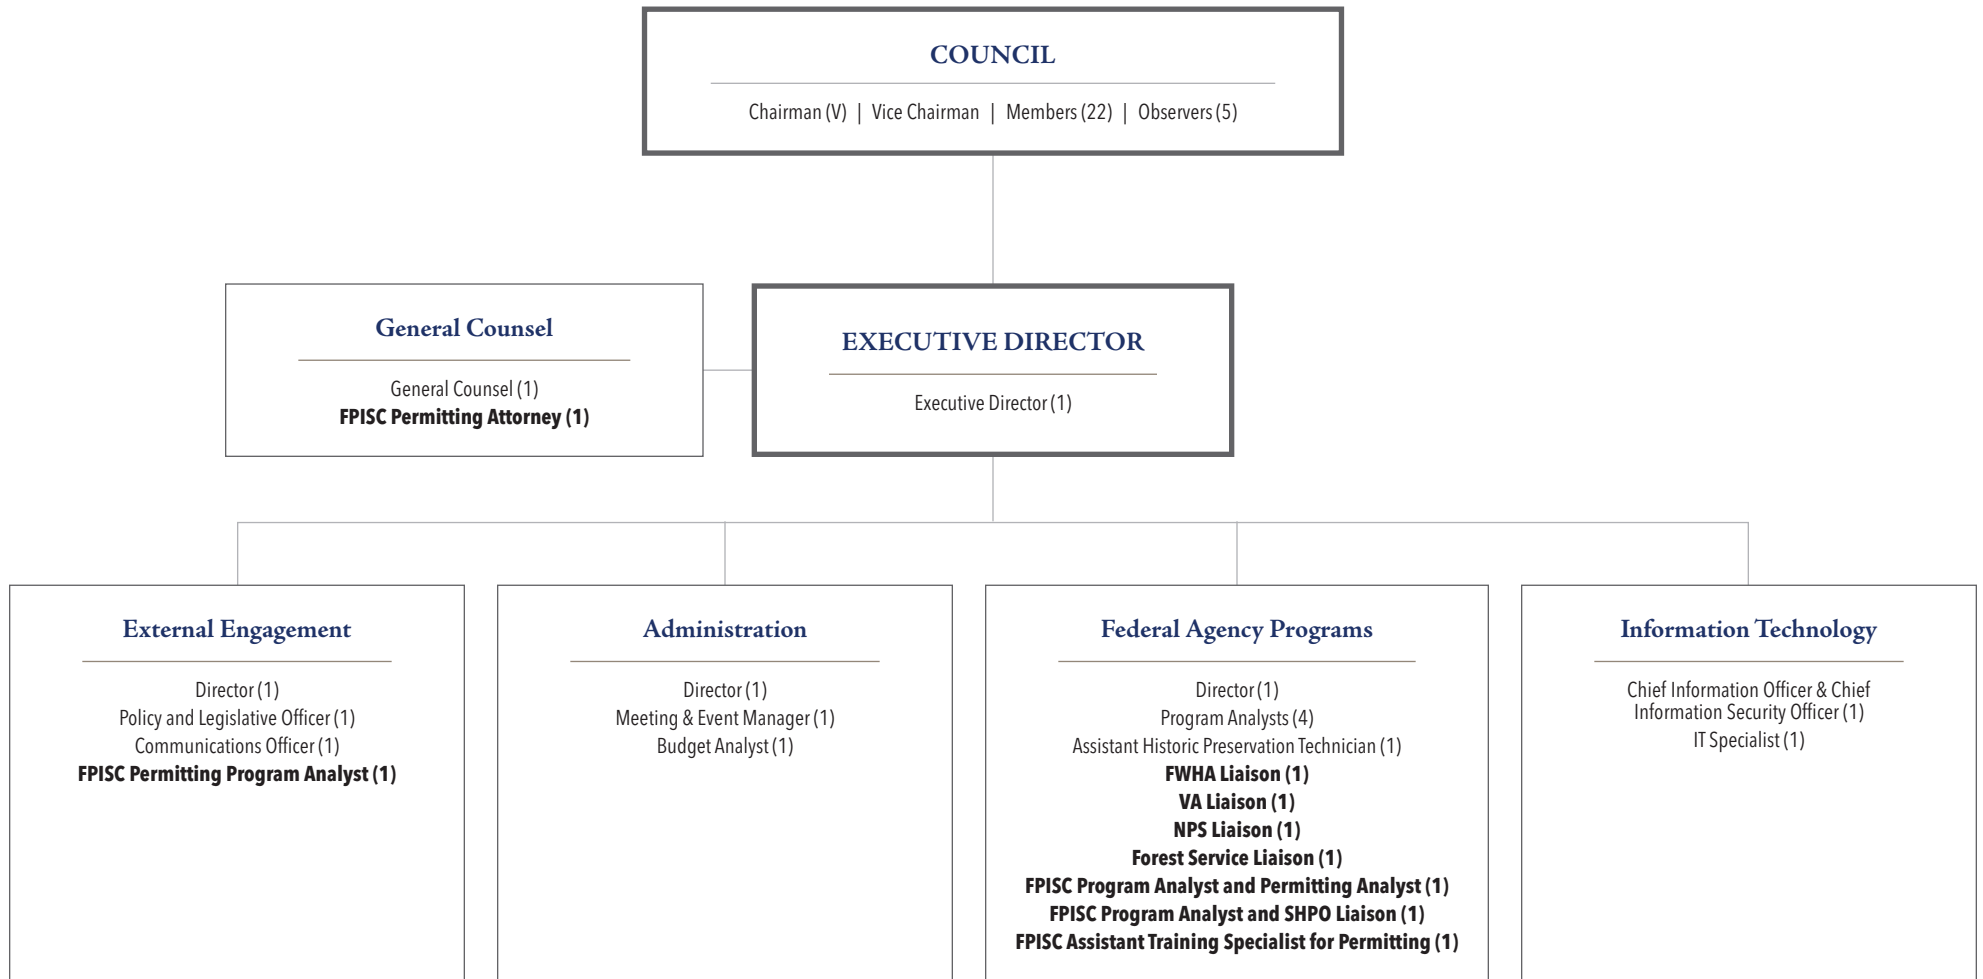 COUNCIL
Chairman (V) | Vice Chairman | Members (22) | Observers (5)
General Counsel
General Counsel (1)
FPISC Permitting Attorney (1)
EXECUTIVE DIRECTOR
Executive Director (1)
External Engagement
Director (1)
Policy and Legislative Officer (1)
Communications Officer (1)
FPISC Permitting Program Analyst (1)
Administration
Director (1)
Meeting & Event Manager (1)
Budget Analyst (1)
Federal Agency Programs
Director (1)
Program Analysts (4)
Assistant Historic Preservation Technician (1)
FWHA Liaison (1)
VA Liaison (1)
NPS Liaison (1)
Forest Service Liaison (1)
FPISC Program Analyst and Permitting Analyst (1)
FPISC Program Analyst and SHPO Liaison (1)
FPISC Assistant Training Specialist for Permitting (1)
Information Technology
Chief Information Officer & Chief
Information Security Officer (1)
IT Specialist (1)